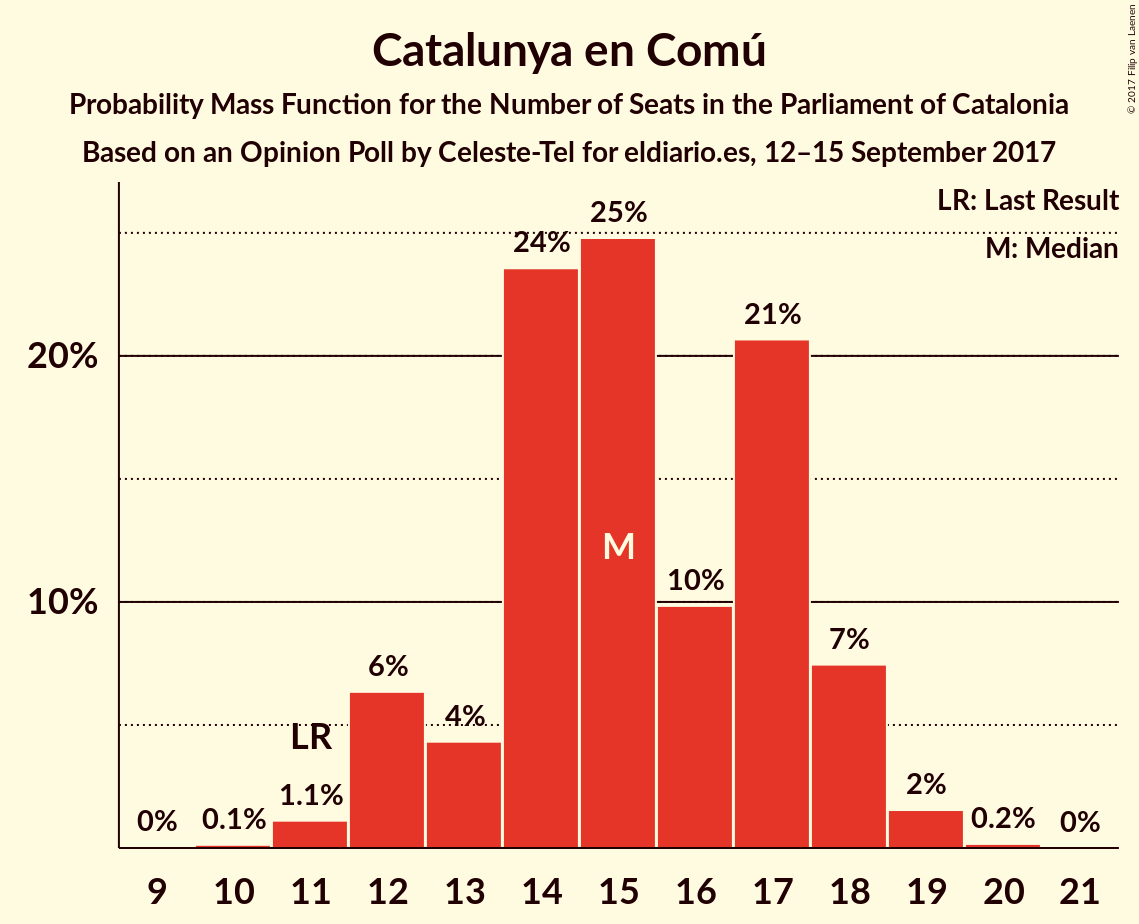 Catalunya en Comú
Probability Mass Function for the Number of Seats in the Parliament of Catalonia
Based on an Opinion Poll by Celeste-Tel for eldiario.es, 12–15 September 2017
© 2017 Filip van Laenen
LR: Last Result
M: Median
20%
10%
0%
0.1%
1.1%
LR
6%
4%
24%
25%
M
10%
21%
7%
2%
0.2%
0%
9 10 11 12 13 14 15 16 17 18 19 20 21